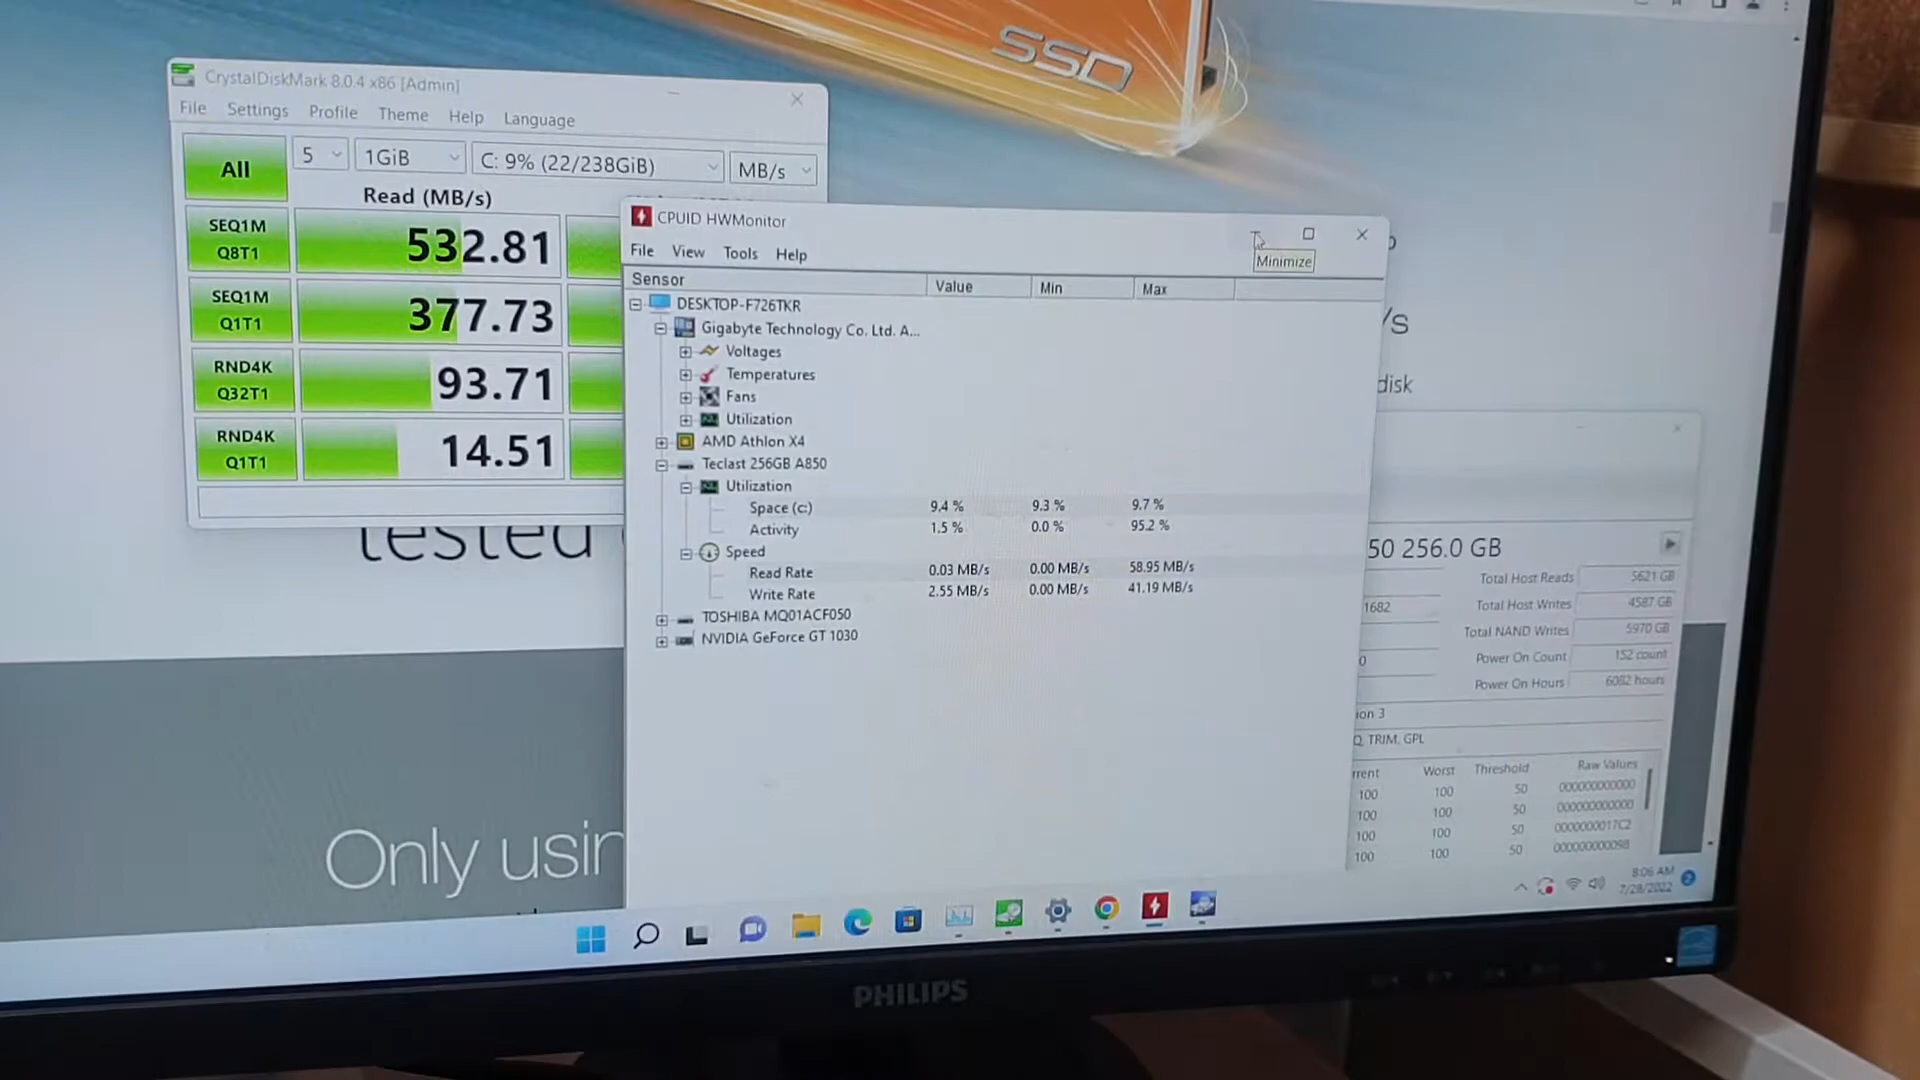 SSD
CrystalDiskMark 8.0.4 x86 [Admin]
File Settings Profile Theme Help Language
All 5 1GiB C: 9% (22/238GiB) MB/s
Read (MB/s)
SEQ1M
Q8T1
532.81
SEQ1M
Q1T1
377.73
RND4K
Q32T1
93.71
RND4K
Q1T1
14.51
tested
Only usin
CPUID HWMonitor
Minimize
File View Tools Help
Sensor Value Min Max
DESKTOP-F726TKR
Gigabyte Technology Co. Ltd. A...
Voltages
Temperatures
Fans
Utilization
AMD Athlon X4
Teclast 256GB A850
Utilization
Space (c:) 9.4 % 9.3 % 9.7 %
Activity 1.5 % 0.0 % 95.2 %
Speed
Read Rate 0.03 MB/s 0.00 MB/s 58.95 MB/s
Write Rate 2.55 MB/s 0.00 MB/s 41.19 MB/s
TOSHIBA MQ01ACF050
NVIDIA GeForce GT 1030
/s
disk
50 256.0 GB
Total Host Reads 5621 GB
1682 Total Host Writes 4587 GB
Total NAND Writes 5970 GB
0 Power On Count 152 count
Power On Hours 6082 hours
ion 3
Q, TRIM, GPL
rrent Worst Threshold Raw Values
100 100 50 000000000000
100 100 50 000000000000
100 100 50 0000000017C2
100 100 50 000000000098
8:06 AM
7/28/2022
2
PHILIPS